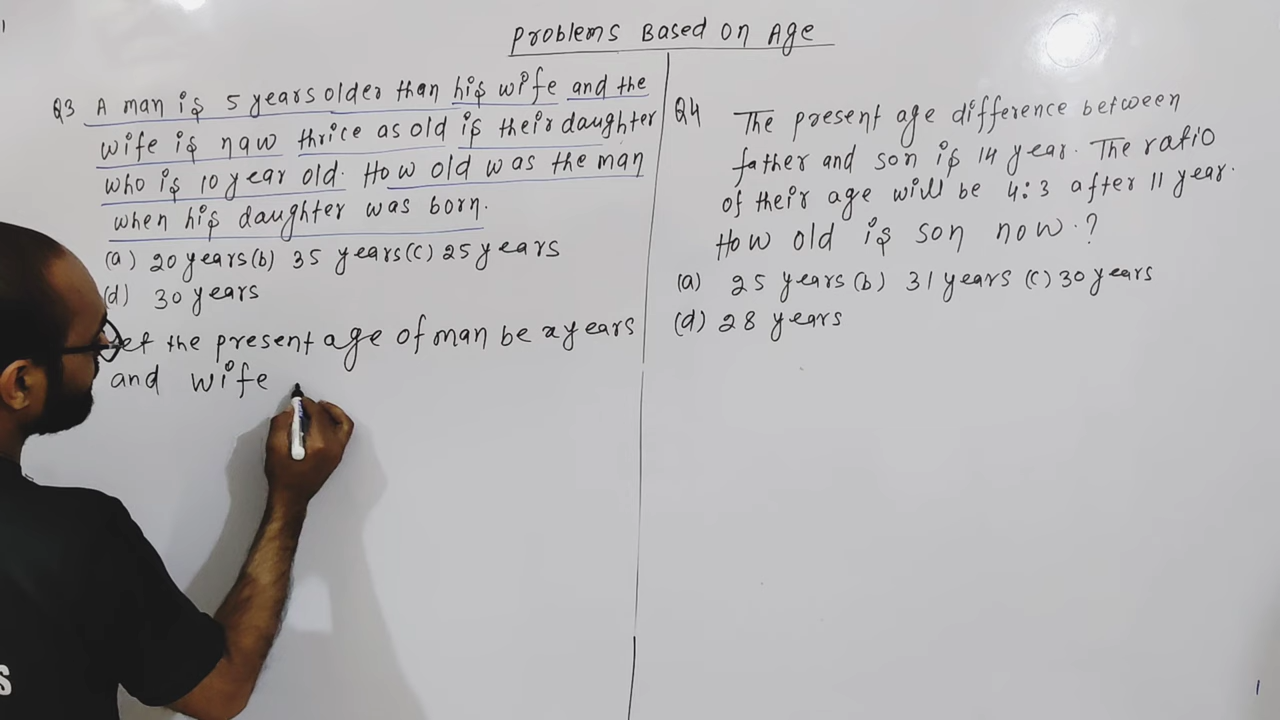 Problems Based on Age
Q3 A man is 5 years older than his wife and the
wife is naw thrice as old is their daughter
who is 10 year old. How old was the man
when his daughter was born.
(a) 20 years (b) 35 years (c) 25 years
(d) 30 years
Let the present age of man be x years
and wife
Q4 The present age difference between
father and son is 14 year. The ratio
of their age will be 4:3 after 11 year.
How old is son now.?
(a) 25 years (b) 31 years (c) 30 years
(d) 28 years